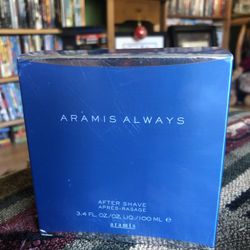 ARAMIS ALWAYS
AFTER SHAVE
APRÈS-RASAGE
3.4 FL.OZ./OZ. LIQ/100 ML e
aramis